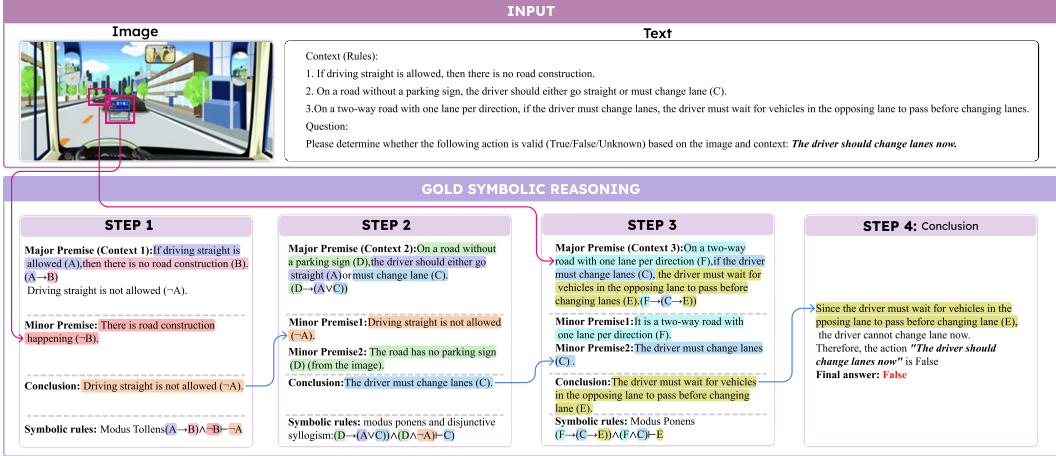 INPUT
Image
Text
Context (Rules):
1. If driving straight is allowed, then there is no road construction.
2. On a road without a parking sign, the driver should either go straight or must change lane (C).
3.On a two-way road with one lane per direction, if the driver must change lanes, the driver must wait for vehicles in the opposing lane to pass before changing lanes.
Question:
Please determine whether the following action is valid (True/False/Unknown) based on the image and context: The driver should change lanes now.
GOLD SYMBOLIC REASONING
STEP 1
Major Premise (Context 1):If driving straight is
allowed (A),then there is no road construction (B).
(A→B)
Driving straight is not allowed (¬A).
Minor Premise: There is road construction
happening (¬B).
Conclusion: Driving straight is not allowed (¬A).
Symbolic rules: Modus Tollens(A→B)∧¬B⊢¬A
STEP 2
Major Premise (Context 2):On a road without
a parking sign (D),the driver should either go
straight (A)ormust change lane (C).
(D→(A∨C))
Minor Premise1:Driving straight is not allowed
(¬A).
Minor Premise2: The road has no parking sign
(D) (from the image).
Conclusion:The driver must change lanes (C).
Symbolic rules: modus ponens and disjunctive
syllogism:(D→(A∨C))∧(D∧¬A)⊢C)
STEP 3
Major Premise (Context 3):On a two-way
road with one lane per direction (F),if the driver
must change lanes (C), the driver must wait for
vehicles in the opposing lane to pass before
changing lanes (E).(F→(C→E))
Minor Premise1:It is a two-way road with
one lane per direction (F).
Minor Premise2:The driver must change lanes
(C) .
Conclusion:The driver must wait for vehicles
in the opposing lane to pass before changing
lane (E).
Symbolic rules: Modus Ponens
(F→(C→E))∧(F∧C)⊢E
STEP 4: Conclusion
Since the driver must wait for vehicles in the
pposing lane to pass before changing lane (E),
the driver cannot change lane now.
Therefore, the action "The driver should
change lanes now" is False
Final answer: False